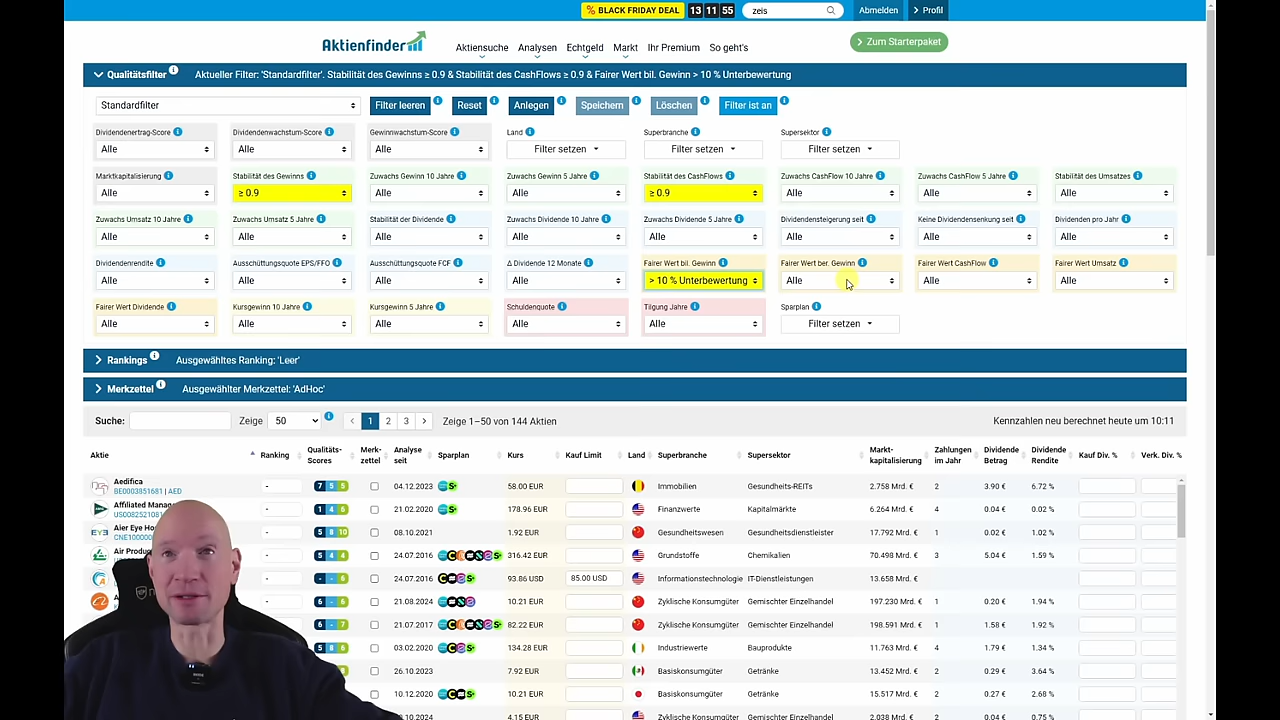 % BLACK FRIDAY DEAL 13 11 55 zeis Abmelden > Profil
Aktienfinder Aktiensuche Analysen Echtgeld Markt Ihr Premium So geht's > Zum Starterpaket
Qualitätsfilter Aktueller Filter: 'Standardfilter'. Stabilität des Gewinns ≥ 0.9 & Stabilität des CashFlows ≥ 0.9 & Fairer Wert bil. Gewinn > 10 % Unterbewertung
Standardfilter Filter leeren Reset Anlegen Speichern Löschen Filter ist an
Dividendenertrag-Score Dividendenwachstum-Score Gewinnwachstum-Score Land Superbranche Supersektor
Alle Alle Alle Filter setzen Filter setzen Filter setzen
Marktkapitalisierung Stabilität des Gewinns Zuwachs Gewinn 10 Jahre Zuwachs Gewinn 5 Jahre Stabilität des CashFlows Zuwachs CashFlow 10 Jahre Zuwachs CashFlow 5 Jahre Stabilität des Umsatzes
Alle ≥ 0.9 Alle Alle ≥ 0.9 Alle Alle Alle
Zuwachs Umsatz 10 Jahre Zuwachs Umsatz 5 Jahre Stabilität der Dividende Zuwachs Dividende 10 Jahre Zuwachs Dividende 5 Jahre Dividendensteigerung seit Keine Dividendensenkung seit Dividenden pro Jahr
Alle Alle Alle Alle Alle Alle Alle Alle
Dividendenrendite Ausschüttungsquote EPS/FFO Ausschüttungsquote FCF Δ Dividende 12 Monate Fairer Wert bil. Gewinn Fairer Wert ber. Gewinn Fairer Wert CashFlow Fairer Wert Umsatz
Alle Alle Alle Alle > 10 % Unterbewertung Alle Alle Alle
Fairer Wert Dividende Kursgewinn 10 Jahre Kursgewinn 5 Jahre Schuldenquote Tilgung Jahre Sparplan
Alle Alle Alle Alle Alle Filter setzen
Rankings Ausgewähltes Ranking: 'Leer'
Merkzettel Ausgewählter Merkzettel: 'AdHoc'
Suche: Zeige 50 < 1 2 3 > Zeige 1–50 von 144 Aktien Kennzahlen neu berechnet heute um 10:11
Aktie Ranking Qualitäts-Scores Merk-zettel Analyse seit Sparplan Kurs Kauf Limit Land Superbranche Supersektor Markt-kapitalisierung Zahlungen im Jahr Dividende Betrag Dividende Rendite Kauf Div. % Verk. Div. %
Aedifica - 7 5 5 04.12.2023 58.00 EUR Immobilien Gesundheits-REITs 2.758 Mrd. € 2 3.90 € 6.72 %
BE0003851681 | AED
Affiliated Manag - 1 4 6 21.02.2020 178.96 EUR Finanzwerte Kapitalmärkte 6.264 Mrd. € 4 0.04 € 0.02 %
US0082521081
Aier Eye Ho - 5 8 10 08.10.2021 1.92 EUR Gesundheitswesen Gesundheitsdienstleister 17.792 Mrd. € 1 0.02 € 1.02 %
CNE10000
Air Produc - 5 4 4 24.07.2016 316.42 EUR Grundstoffe Chemikalien 70.498 Mrd. € 3 5.04 € 1.59 %
- - - 6 24.07.2016 93.86 USD 85.00 USD Informationstechnologie IT-Dienstleistungen 13.658 Mrd. €
- 6 - 6 21.08.2024 10.21 EUR Zyklische Konsumgüter Gemischter Einzelhandel 197.230 Mrd. € 1 0.20 € 1.94 %
- 6 - 7 21.07.2017 82.22 EUR Zyklische Konsumgüter Gemischter Einzelhandel 198.591 Mrd. € 1 1.58 € 1.92 %
5 8 6 03.02.2020 134.28 EUR Industriewerte Bauprodukte 11.763 Mrd. € 4 1.79 € 1.34 %
26.10.2023 7.92 EUR Basiskonsumgüter Getränke 13.452 Mrd. € 2 0.29 € 3.64 %
10.12.2020 10.21 EUR Basiskonsumgüter Getränke 15.517 Mrd. € 2 0.27 € 2.68 %
.10.2024 4.15 EUR Basiskonsumgüter Getränke 2.038 Mrd. € 2 0.04 € 0.75 %